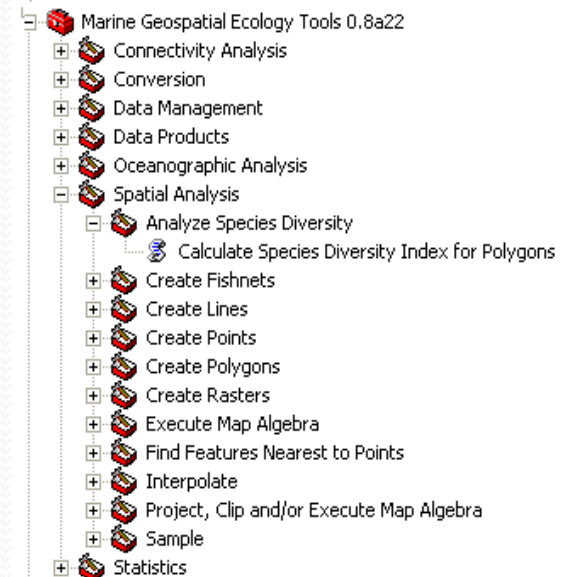 Marine Geospatial Ecology Tools 0.8a22
Connectivity Analysis
Conversion
Data Management
Data Products
Oceanographic Analysis
Spatial Analysis
Analyze Species Diversity
Calculate Species Diversity Index for Polygons
Create Fishnets
Create Lines
Create Points
Create Polygons
Create Rasters
Execute Map Algebra
Find Features Nearest to Points
Interpolate
Project, Clip and/or Execute Map Algebra
Sample
Statistics